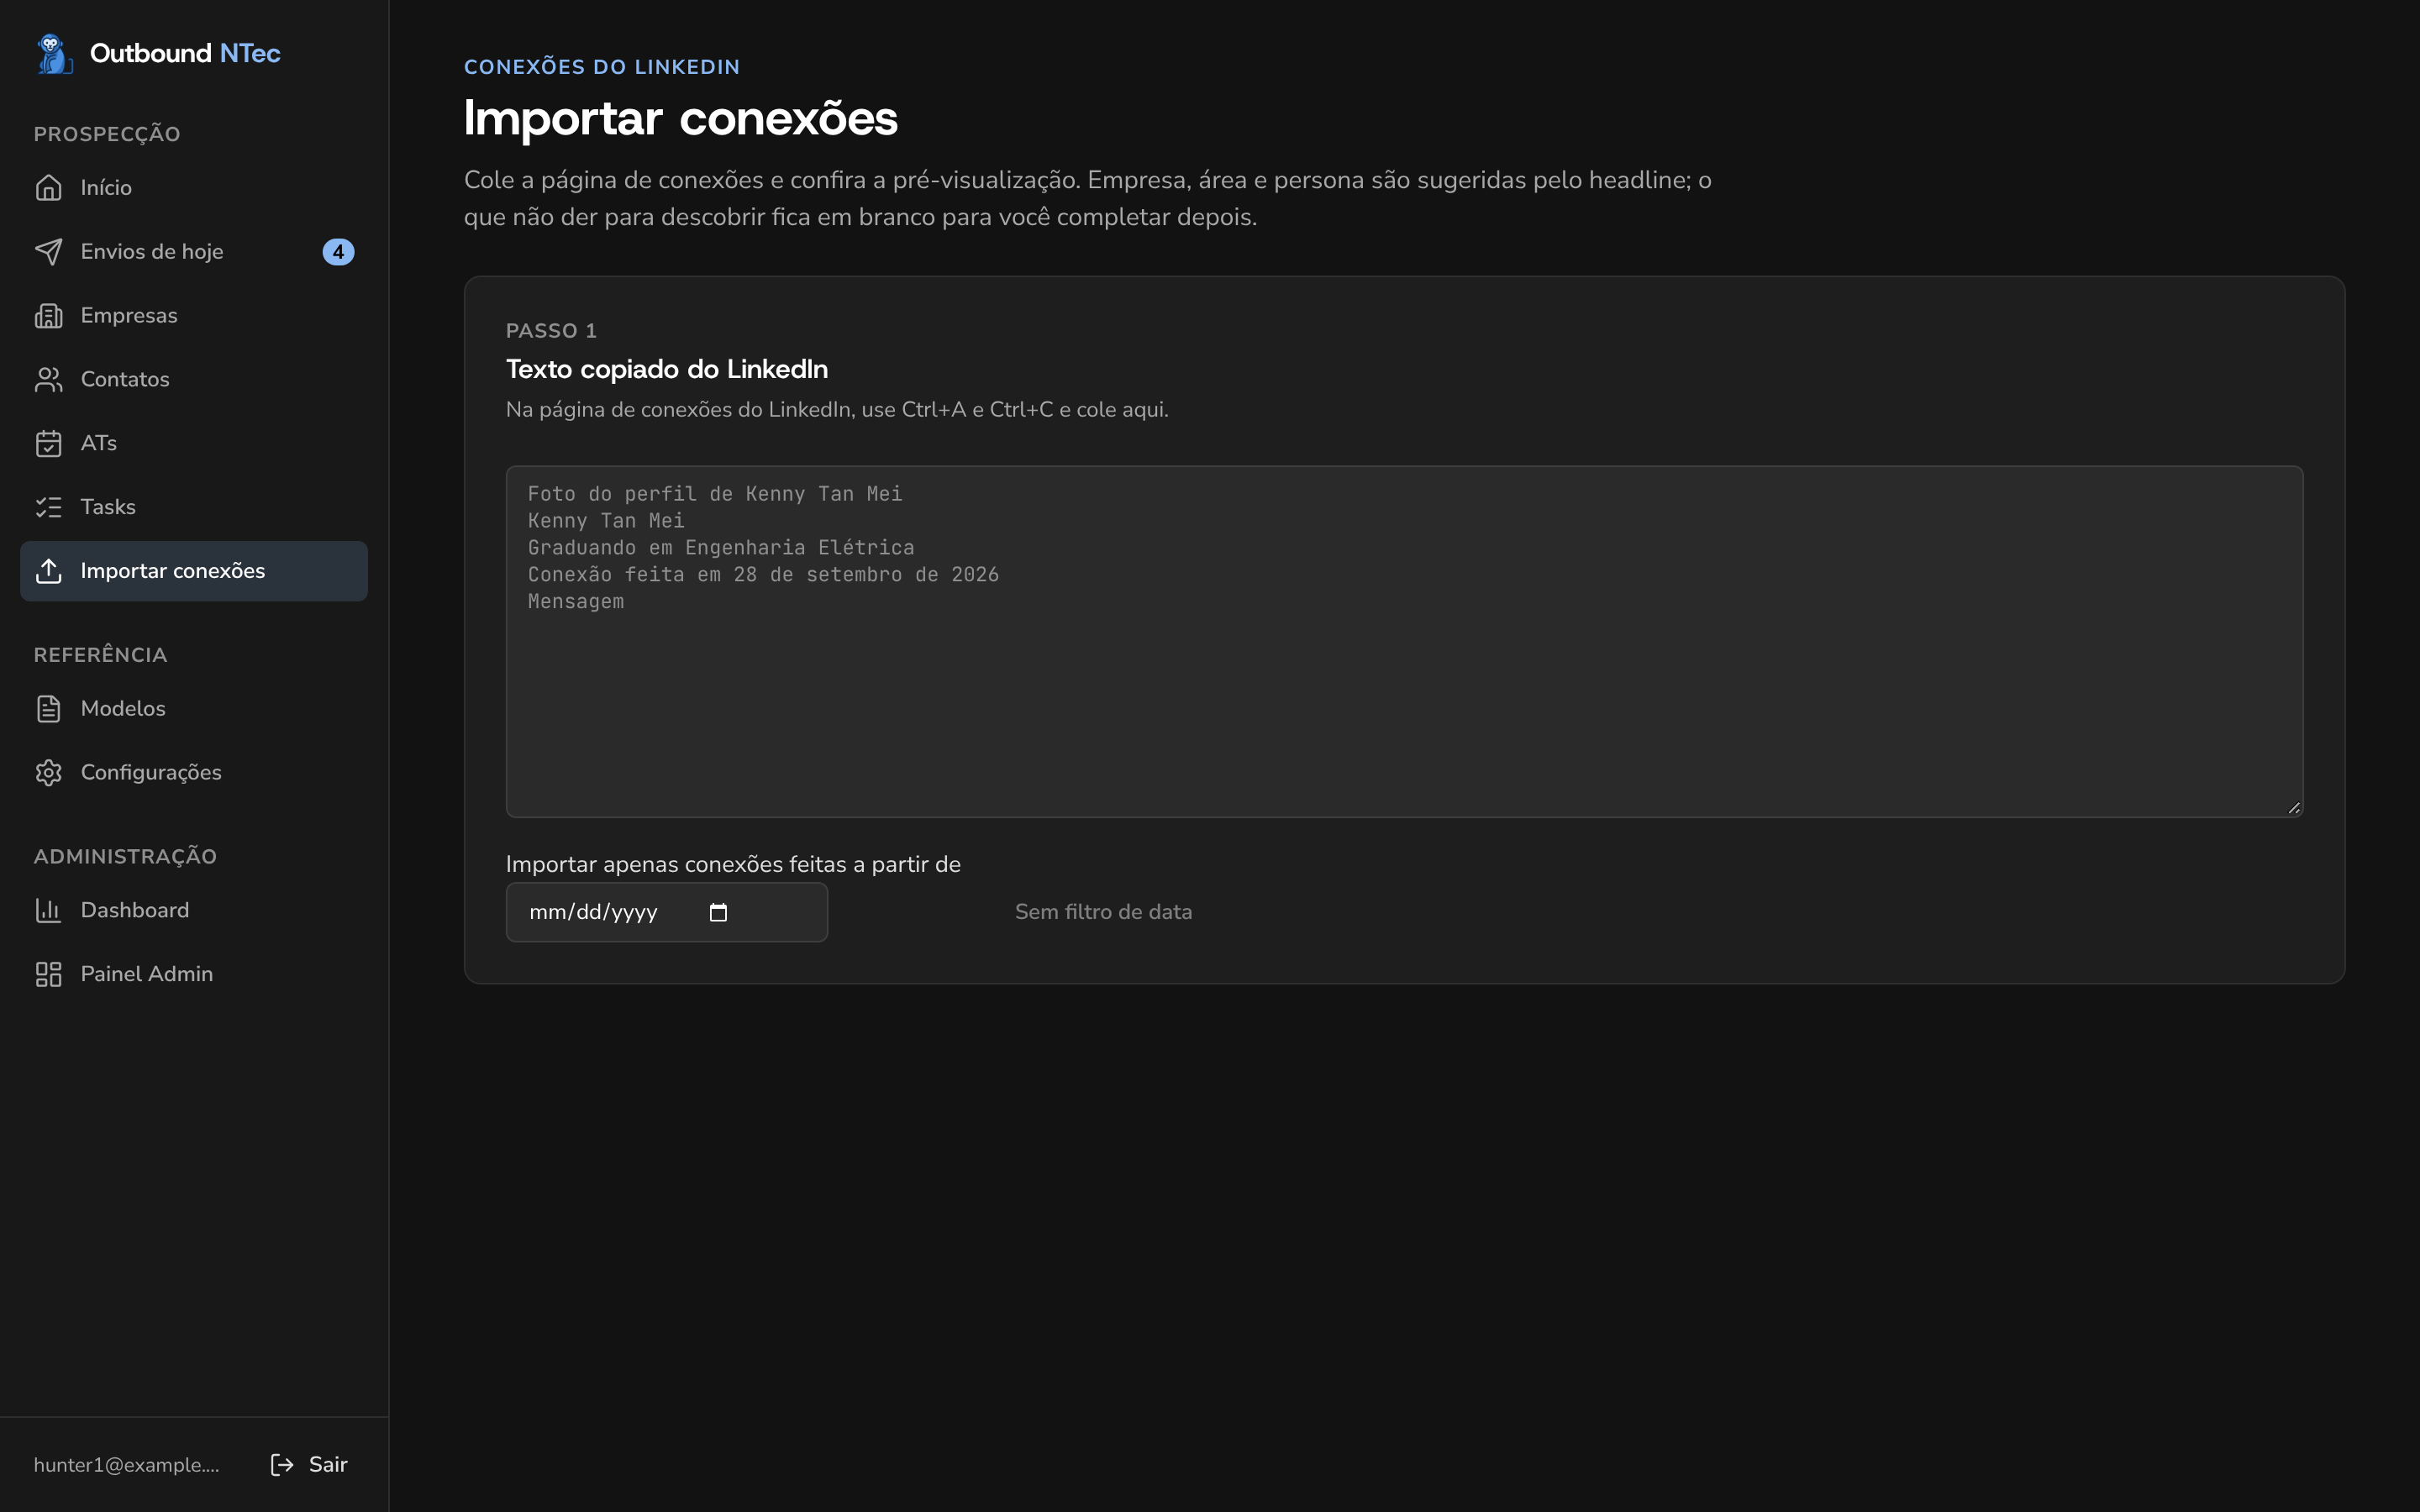 Outbound NTec
PROSPECÇÃO
Início
Envios de hoje
4
Empresas
Contatos
ATs
Tasks
Importar conexões
REFERÊNCIA
Modelos
Configurações
ADMINISTRAÇÃO
Dashboard
Painel Admin
hunter1@example....
Sair
CONEXÕES DO LINKEDIN
Importar conexões
Cole a página de conexões e confira a pré-visualização. Empresa, área e persona são sugeridas pelo headline; o
que não der para descobrir fica em branco para você completar depois.
PASSO 1
Texto copiado do LinkedIn
Na página de conexões do LinkedIn, use Ctrl+A e Ctrl+C e cole aqui.
Foto do perfil de Kenny Tan Mei
Kenny Tan Mei
Graduando em Engenharia Elétrica
Conexão feita em 28 de setembro de 2026
Mensagem
Importar apenas conexões feitas a partir de
mm/dd/yyyy
Sem filtro de data